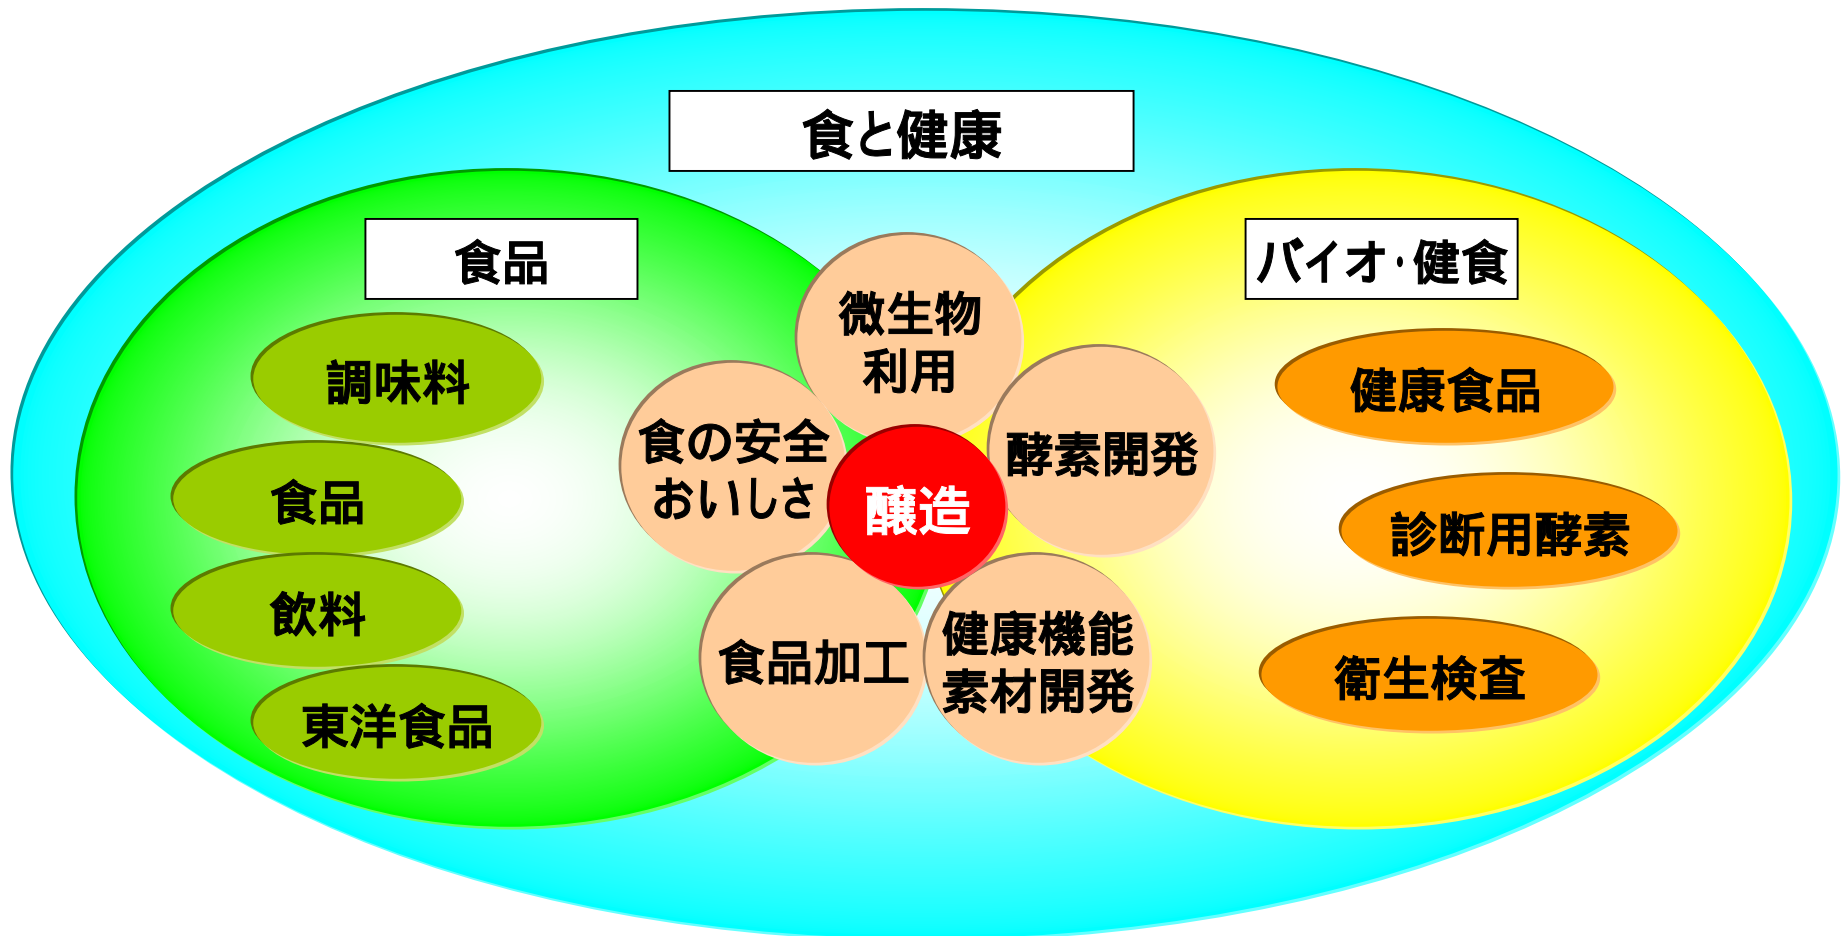 食と健康
食品
バイオ・健食
調味料
食品
飲料
東洋食品
微生物
利用
食の安全
おいしさ
醸造
酵素開発
食品加工
健康機能
素材開発
健康食品
診断用酵素
衛生検査